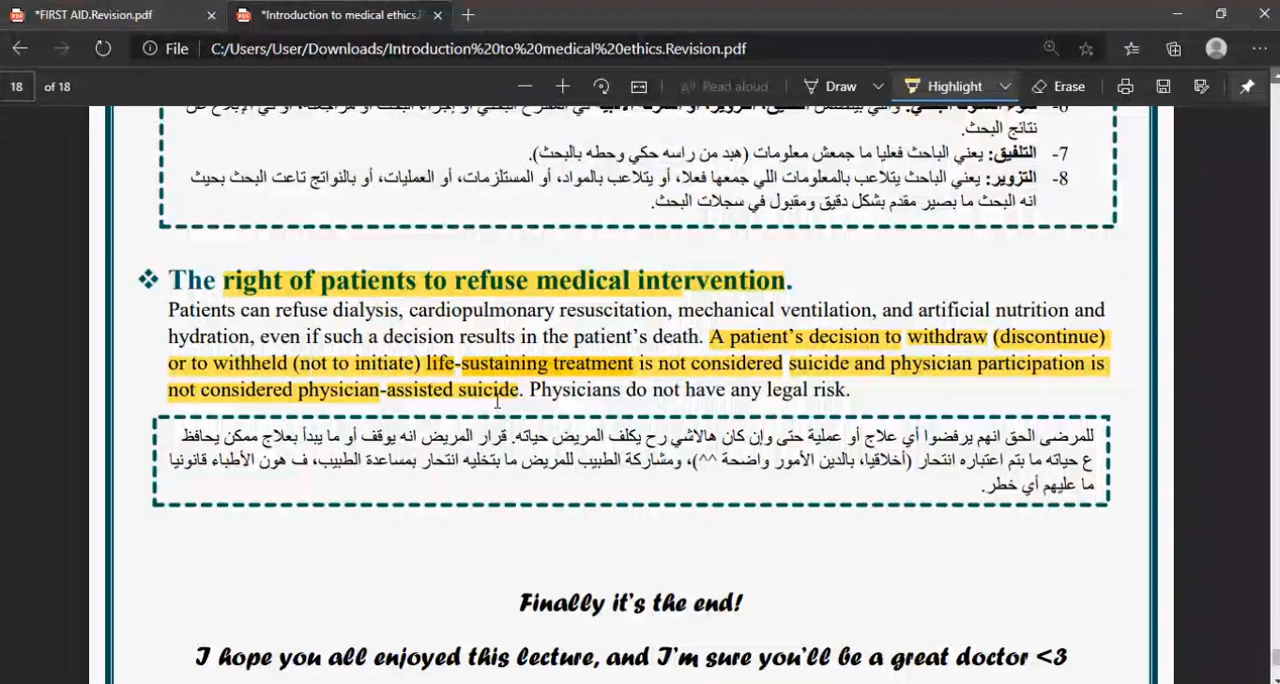 *FIRST AID.Revision.pdf
*Introduction to medical ethics.
File C:/Users/User/Downloads/Introduction%20to%20medical%20ethics.Revision.pdf
18 of 18 Read aloud Draw Highlight Erase
نتائج البحث.
7- التلفيق: يعني الباحث فعليا ما جمعش معلومات (هبد من راسه حكي وحطه بالبحث).
8- التزوير: يعني الباحث يتلاعب بالمعلومات اللي جمعها فعلا، أو يتلاعب بالمواد، أو المستلزمات، أو العمليات، أو بالنواتج تاعت البحث بحيث
انه البحث ما بصير مقدم بشكل دقيق ومقبول في سجلات البحث.
❖ The right of patients to refuse medical intervention.
Patients can refuse dialysis, cardiopulmonary resuscitation, mechanical ventilation, and artificial nutrition and
hydration, even if such a decision results in the patient's death. A patient's decision to withdraw (discontinue)
or to withheld (not to initiate) life-sustaining treatment is not considered suicide and physician participation is
not considered physician-assisted suicide. Physicians do not have any legal risk.
للمرضى الحق انهم يرفضوا أي علاج أو عملية حتى وإن كان هالاشي رح يكلف المريض حياته. قرار المريض انه يوقف أو ما يبدأ بعلاج ممكن يحافظ
ع حياته ما بتم اعتباره انتحار (أخلاقيا، بالدين الأمور واضحة ^^)، ومشاركة الطبيب للمريض ما بتخليه انتحار بمساعدة الطبيب، ف هون الأطباء قانونيا
ما عليهم أي خطر.
Finally it's the end!
I hope you all enjoyed this lecture, and I'm sure you'll be a great doctor <3